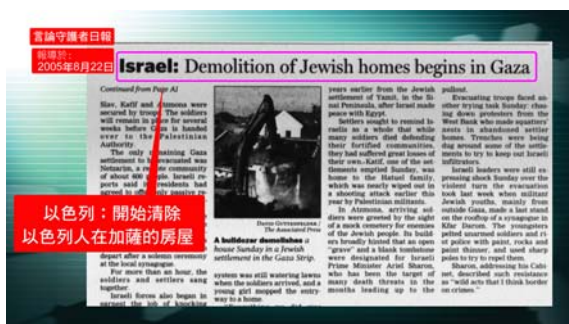 言論守護者日報
報導於:
2005年8月22日
Israel: Demolition of Jewish homes begins in Gaza
Continued from Page A1
Slav, Katif and Atzmona were
secured by troops. The soldiers
will remain in place for several
weeks before Gaza is handed
over to the Palestinian
Authority.
The only remaining Gaza
settlement to be evacuated was
Netzarim, a remote community
of about 600 people. Israeli re-
ports said residents had
agreed to
以色列：開始清除
以色列人在加薩的房屋
depart after a solemn ceremony
at the local synagogue.
For more than an hour, the
soldiers and settlers sang
together.
Israeli forces also began in
earnest the job of knocking
The Associated Press
A bulldozer demolishes a
house Sunday in a Jewish
settlement in the Gaza Strip.
system was still watering lawns
when the soldiers arrived, and a
young girl mopped the entry-
way to a home.
years earlier from the Jewish
settlement of Yamit, in the Si-
nai Peninsula, after Israel made
peace with Egypt.
Settlers sought to remind Is-
raelis as a whole that while
many soldiers died defending
their fortified communities,
they had suffered great losses of
their own. Katif, one of the set-
tlements emptied Sunday, was
home to the Hatuel family,
which was nearly wiped out in
a shooting attack earlier this
year by Palestinian militants.
In Atzmona, arriving sol-
diers were greeted by the sight
of a mock cemetery for enemies
of the Jewish people. Its build-
ers broadly hinted that an open
"grave" and a blank tombstone
were designated for Israeli
Prime Minister Ariel Sharon,
who has been the target of
many death threats in the
months leading up to the
pullout.
Evacuating troops faced an-
other trying task Sunday: chas-
ing down protesters from the
West Bank who made squatters'
nests in abandoned settler
homes. Trenches were being
dug around some of the settle-
ments to try to keep out Israeli
infiltrators.
Israeli leaders were still ex-
pressing shock Sunday over the
violent turn the evacuation
took last week when militant
Jewish youths, mainly from
outside Gaza, made a last stand
on the rooftop of a synagogue in
Kfar Darom. The youngsters
pelted unarmed soldiers and ri-
ot police with paint, rocks and
paint thinner, and used sharp
poles to try to repel them.
Sharon, addressing his Cabi-
net, described such resistance
as "wild acts that I think border
on crimes."